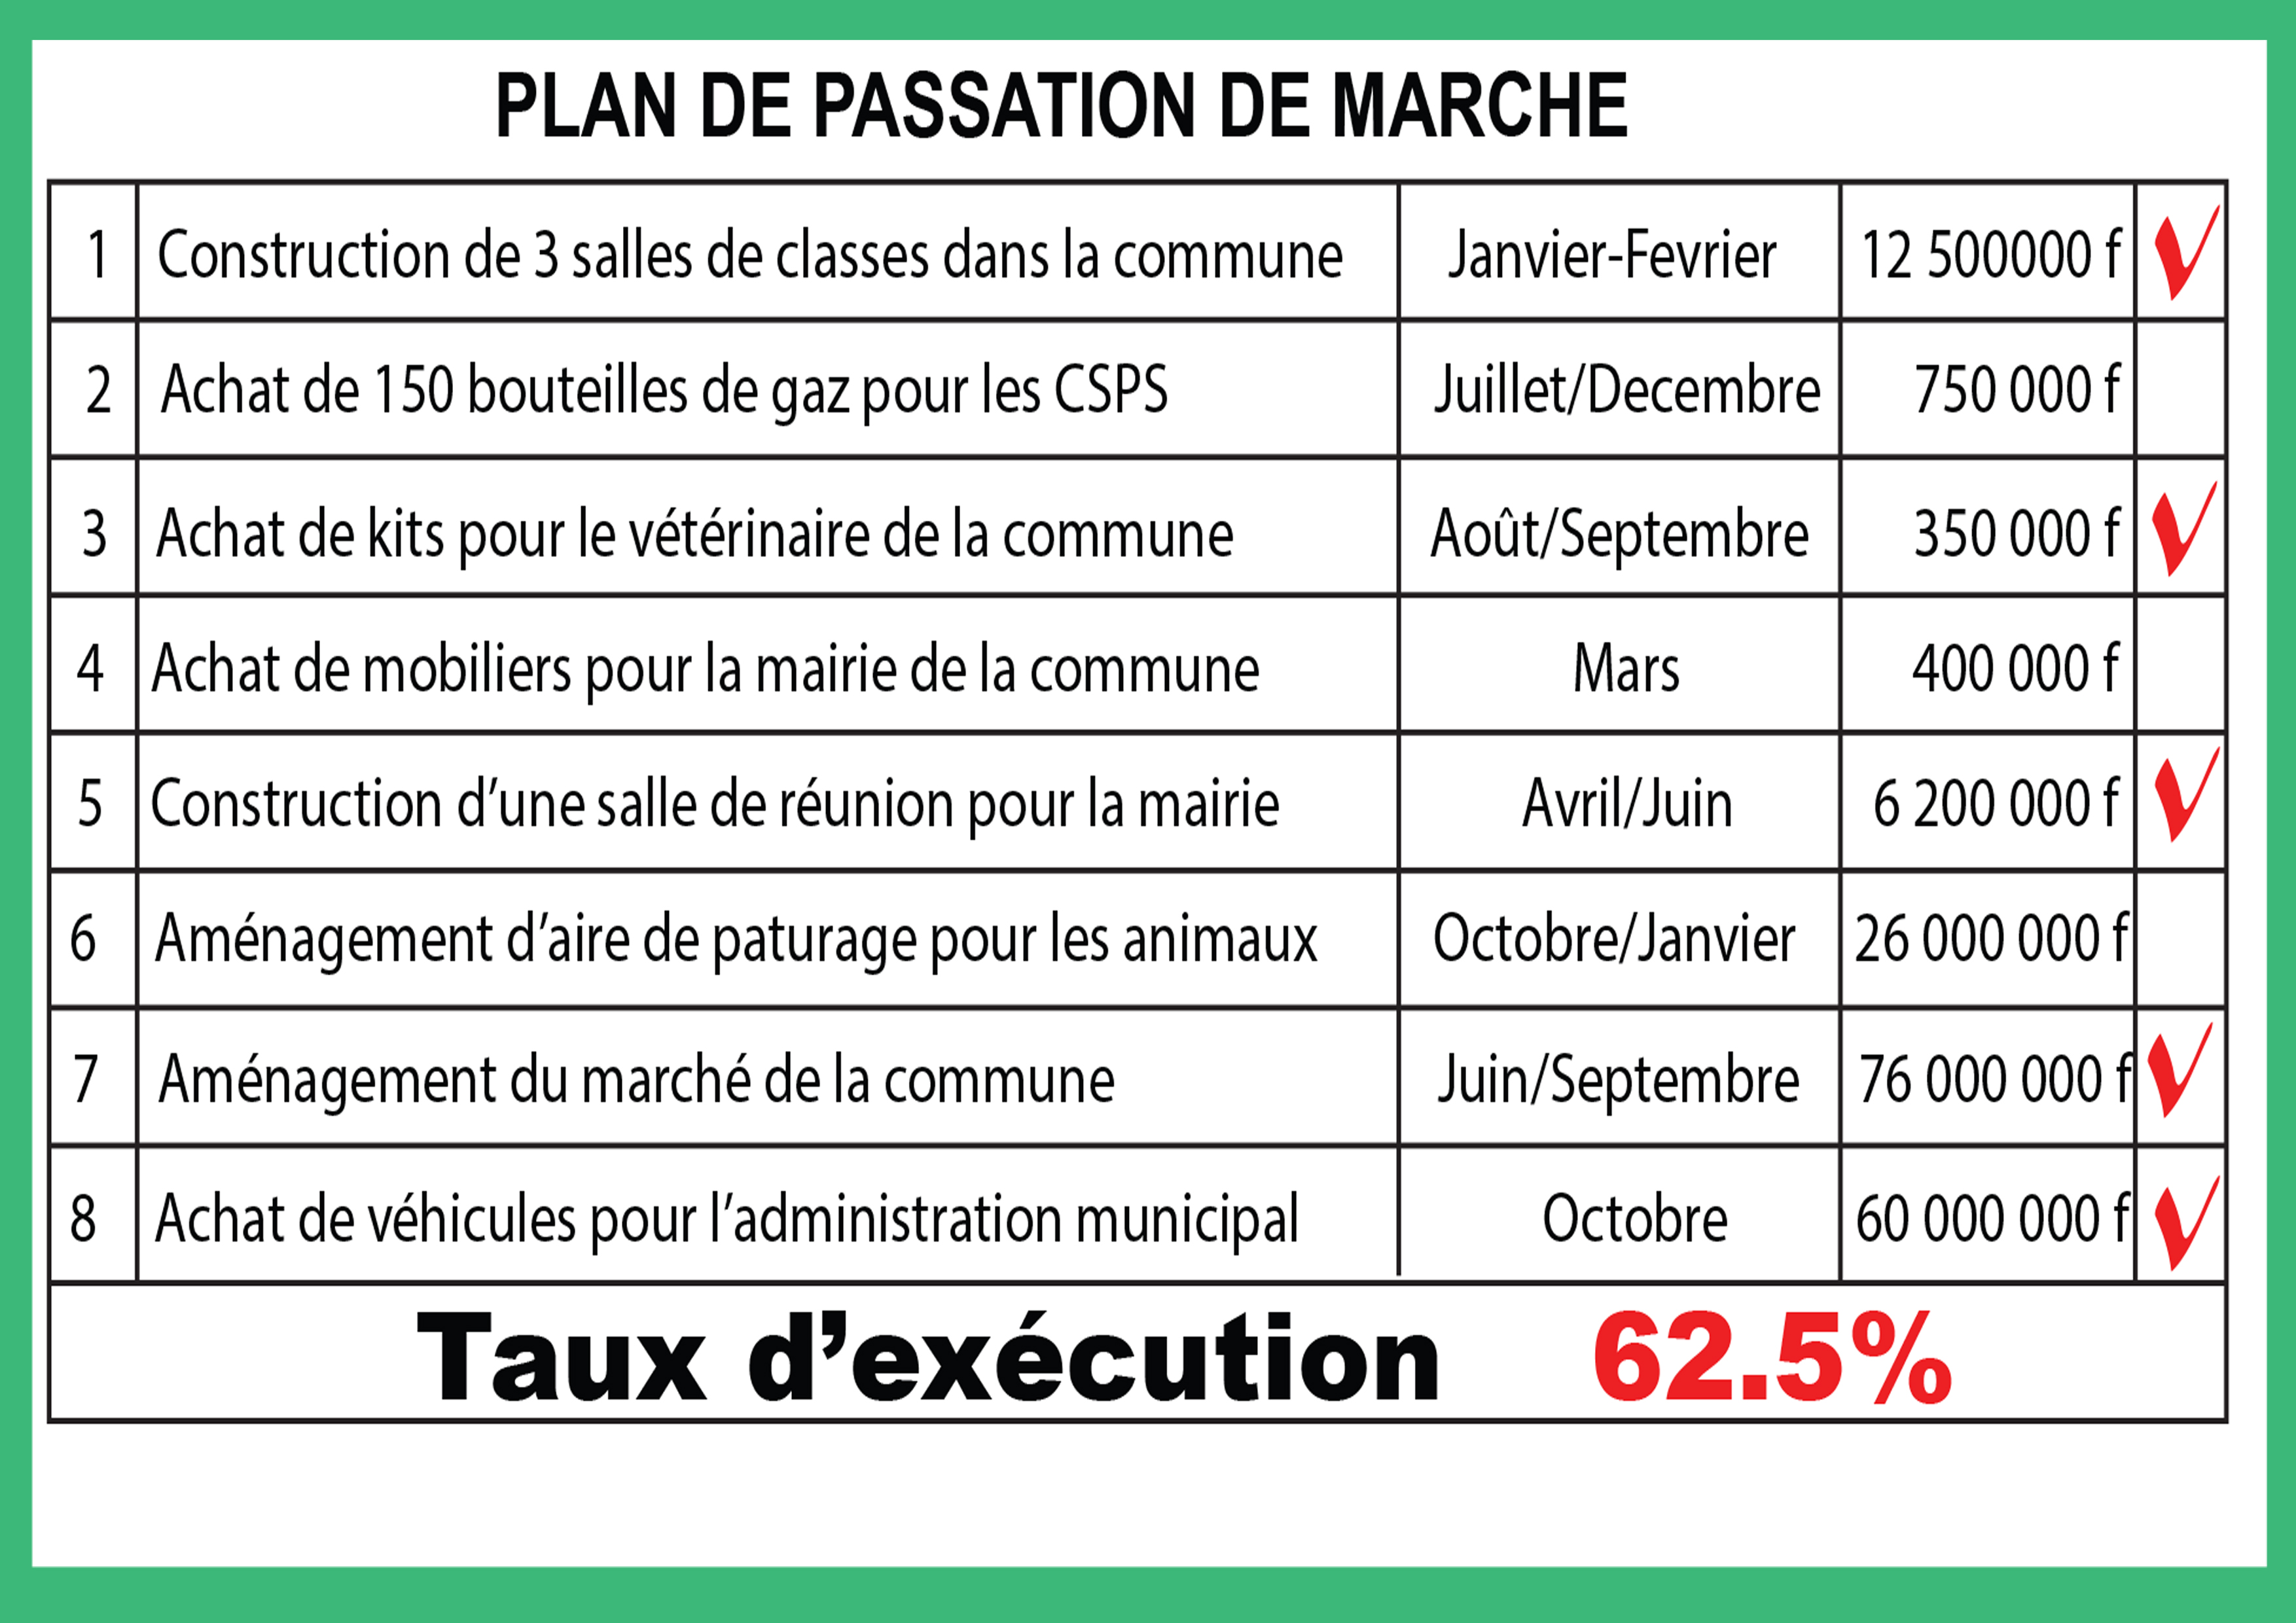 PLAN DE PASSATION DE MARCHE
1 Construction de 3 salles de classes dans la commune Janvier-Fevrier 12 500000 f
2 Achat de 150 bouteilles de gaz pour les CSPS Juillet/Decembre 750 000 f
3 Achat de kits pour le vétérinaire de la commune Août/Septembre 350 000 f
4 Achat de mobiliers pour la mairie de la commune Mars 400 000 f
5 Construction d’une salle de réunion pour la mairie Avril/Juin 6 200 000 f
6 Aménagement d’aire de paturage pour les animaux Octobre/Janvier 26 000 000 f
7 Aménagement du marché de la commune Juin/Septembre 76 000 000 f
8 Achat de véhicules pour l’administration municipal Octobre 60 000 000 f
Taux d’exécution 62.5%